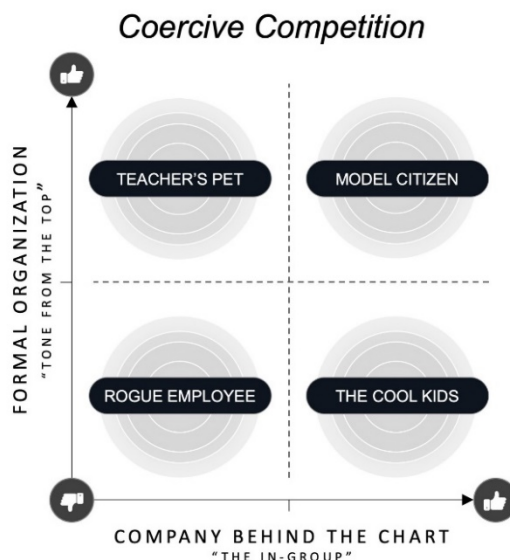 Coercive Competition
FORMAL ORGANIZATION
"TONE FROM THE TOP"
TEACHER'S PET
MODEL CITIZEN
ROGUE EMPLOYEE
THE COOL KIDS
COMPANY BEHIND THE CHART
"THE IN-GROUP"